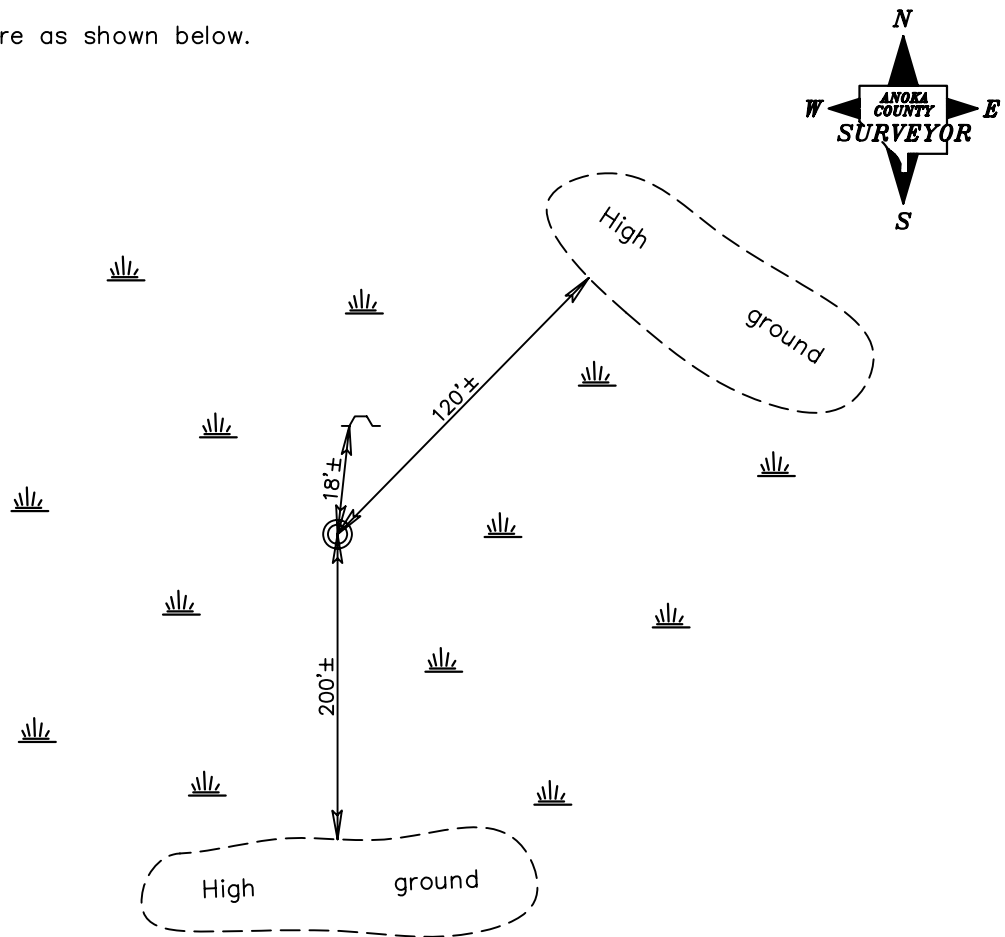 re as shown below.
N
W
ANOKA
COUNTY
E
SURVEYOR
S
High
ground
120'±
18'±
200'±
High ground